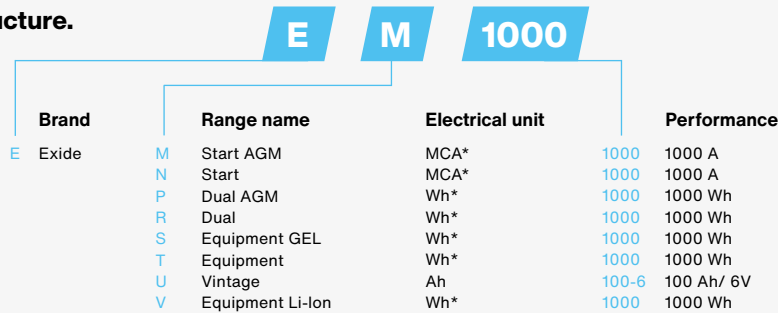 ucture.
E M 1000
Brand Range name Electrical unit Performance
E Exide M Start AGM MCA* 1000 1000 A
N Start MCA* 1000 1000 A
P Dual AGM Wh* 1000 1000 Wh
R Dual Wh* 1000 1000 Wh
S Equipment GEL Wh* 1000 1000 Wh
T Equipment Wh* 1000 1000 Wh
U Vintage Ah 100-6 100 Ah/ 6V
V Equipment Li-Ion Wh* 1000 1000 Wh